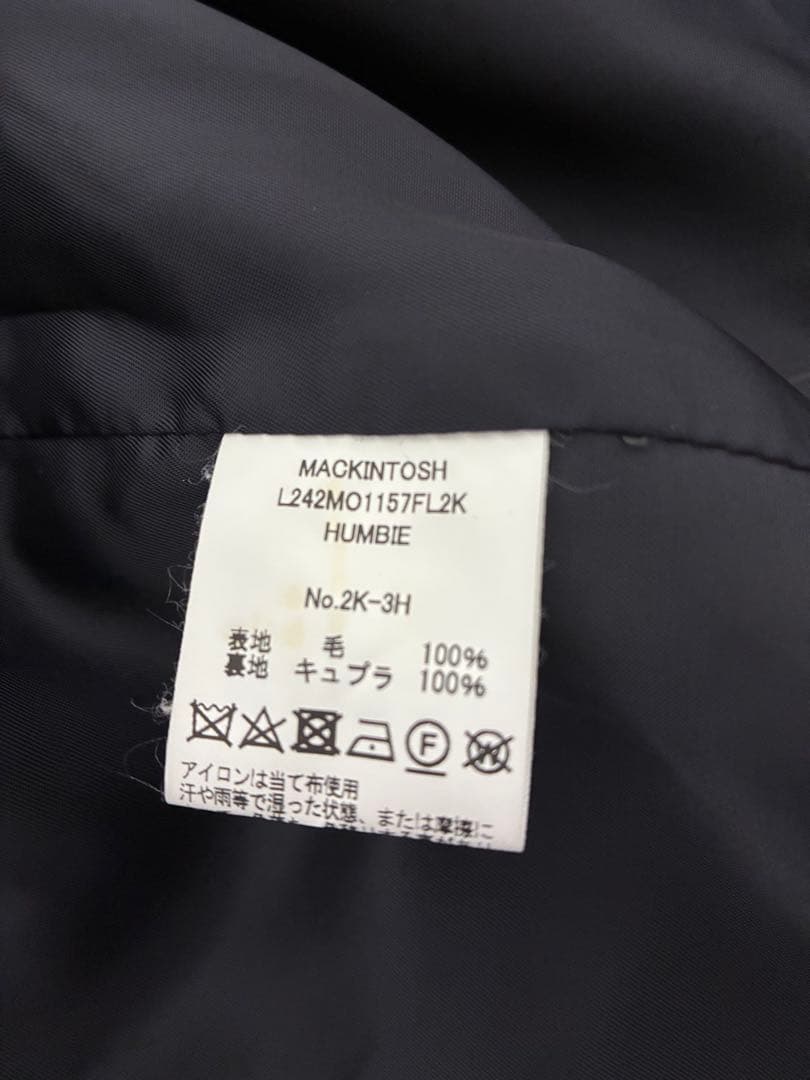 MACKINTOSH
L242MO1157FL2K
HUMBIE
No.2K-3H
表地 毛 100%
裏地 キュプラ 100%
F
W
アイロンは当て布使用
汗や雨等で湿った状態、または摩擦に